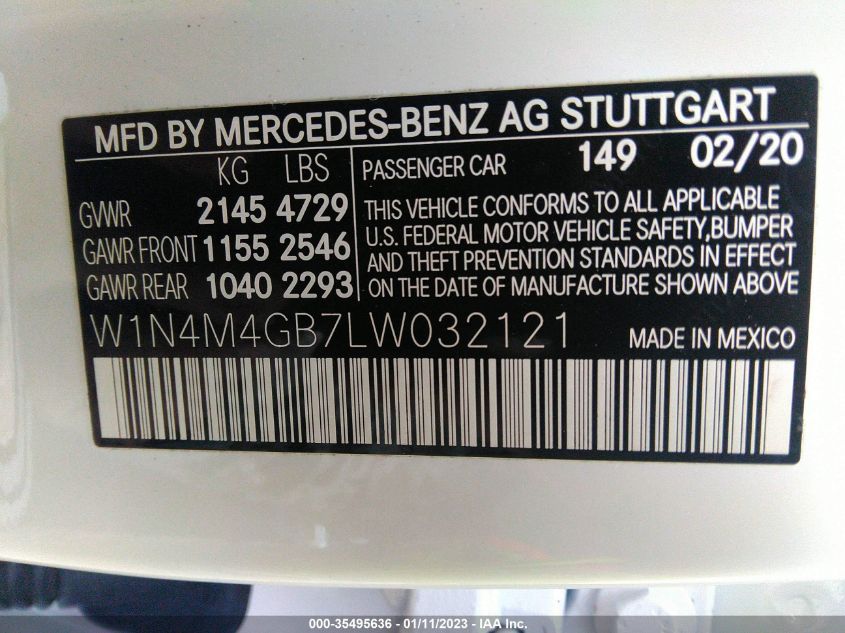 MFD BY MERCEDES-BENZ AG STUTTGART
KG LBS
GVWR 2145 4729
GAWR FRONT 1155 2546
GAWR REAR 1040 2293
PASSENGER CAR 149 02/20
THIS VEHICLE CONFORMS TO ALL APPLICABLE
U.S. FEDERAL MOTOR VEHICLE SAFETY,BUMPER
AND THEFT PREVENTION STANDARDS IN EFFECT
ON THE DATE OF MANUFACTURE SHOWN ABOVE
W1N4M4GB7LW032121 MADE IN MEXICO
000-35495636 - 01/11/2023 - IAA Inc.